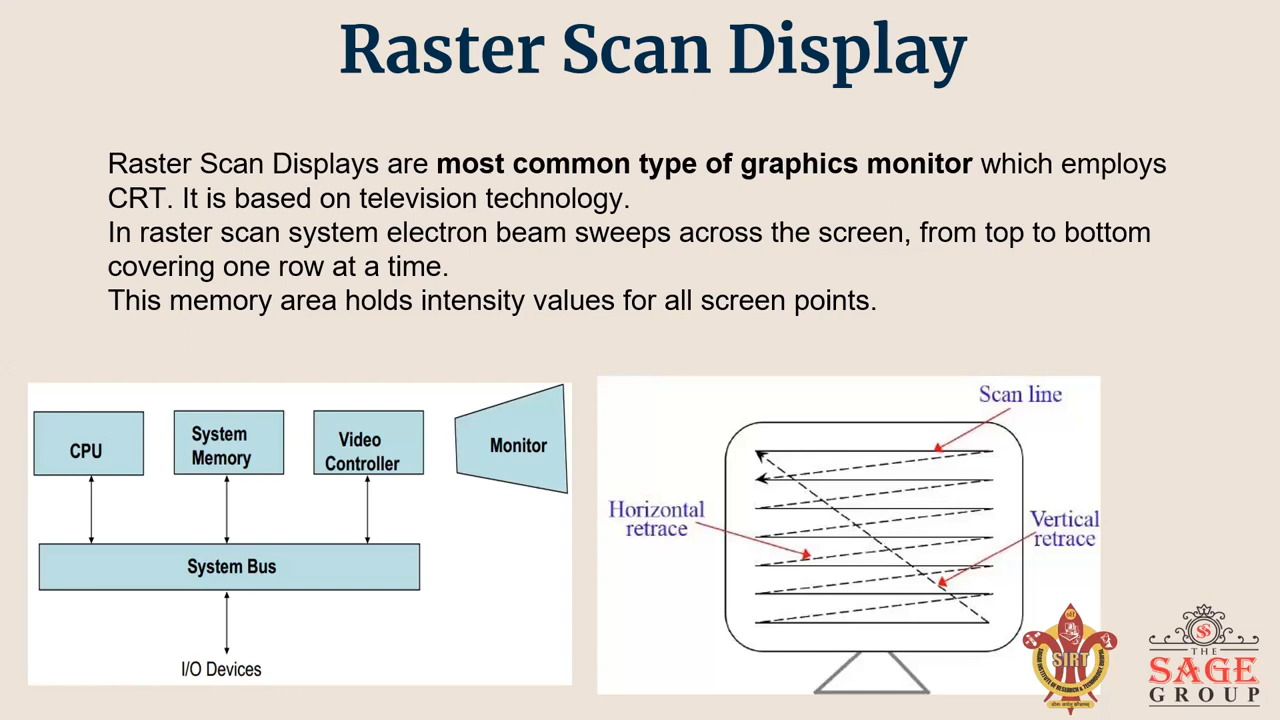 Raster Scan Display
Raster Scan Displays are most common type of graphics monitor which employs
CRT. It is based on television technology.
In raster scan system electron beam sweeps across the screen, from top to bottom
covering one row at a time.
This memory area holds intensity values for all screen points.
CPU
System
Memory
Video
Controller
Monitor
System Bus
I/O Devices
Scan line
Horizontal
retrace
Vertical
retrace
SIRT
THE
SAGE
GROUP